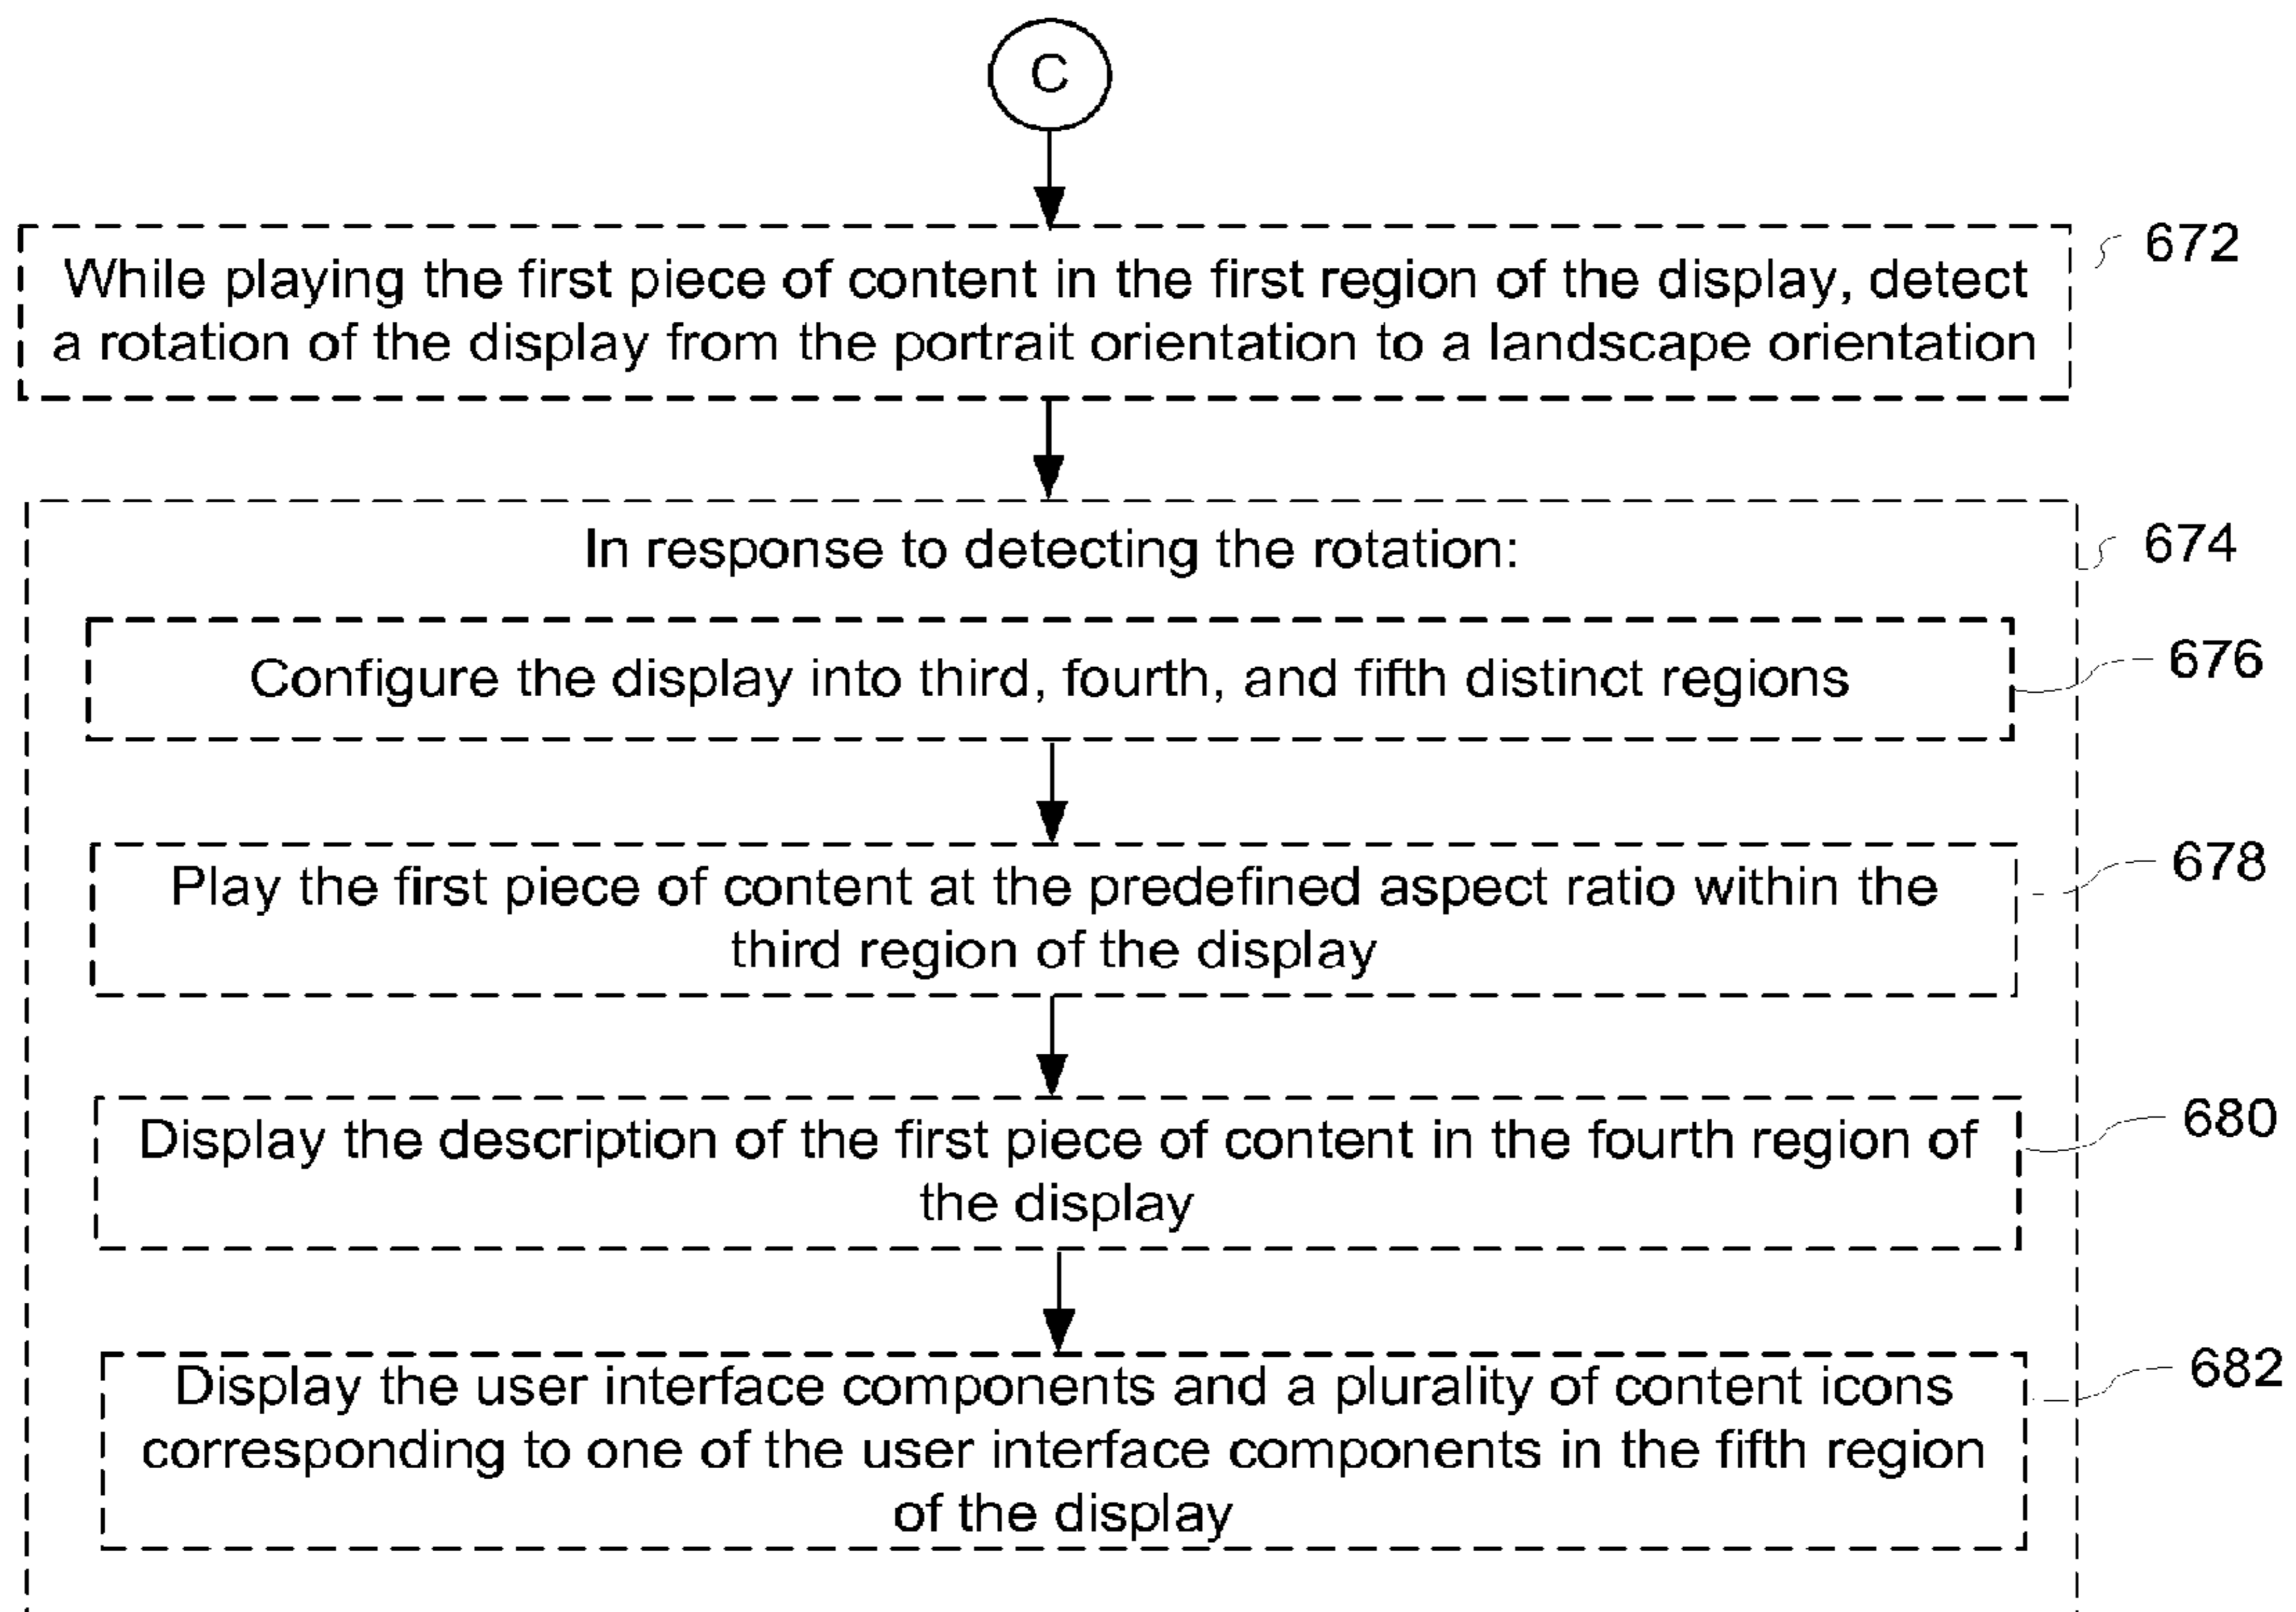 C
While playing the first piece of content in the first region of the display, detect
a rotation of the display from the portrait orientation to a landscape orientation
672
In response to detecting the rotation:
674
Configure the display into third, fourth, and fifth distinct regions
676
Play the first piece of content at the predefined aspect ratio within the
third region of the display
678
Display the description of the first piece of content in the fourth region of
the display
680
Display the user interface components and a plurality of content icons
corresponding to one of the user interface components in the fifth region
of the display
682